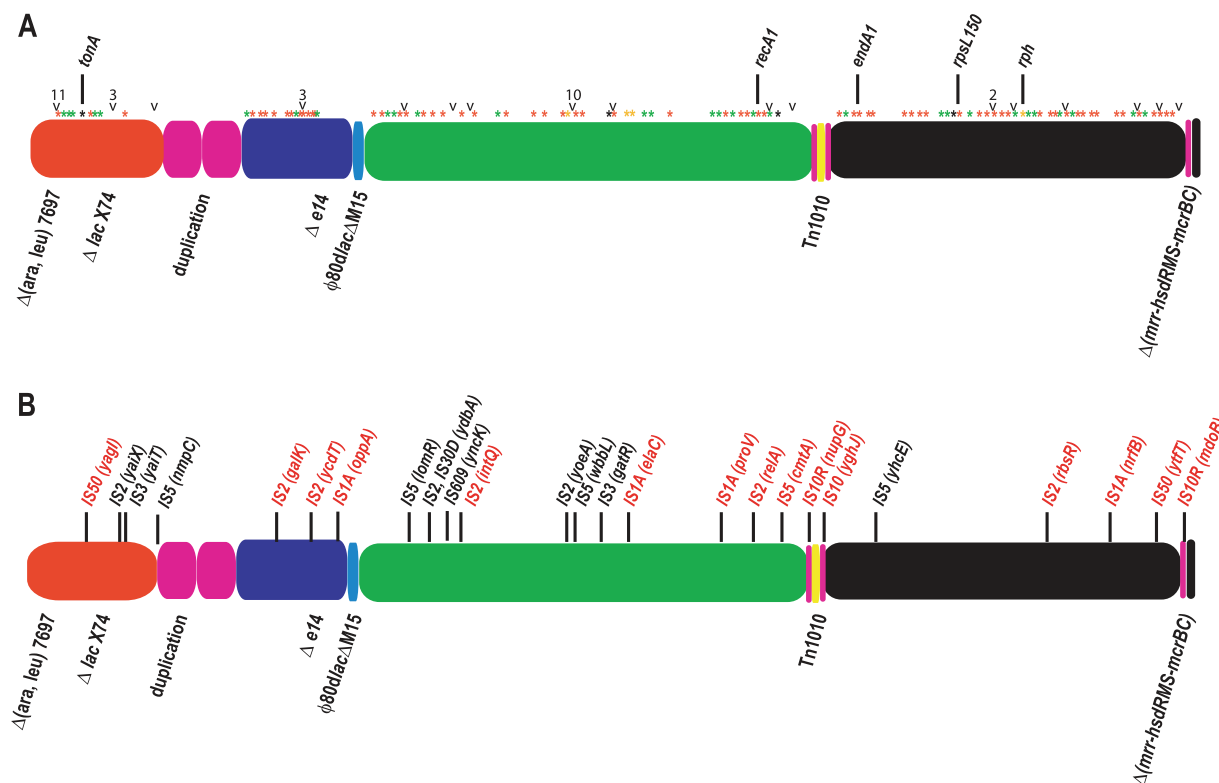 A
tonA
recA1
endA1
rpsL150
rph
11
3
3
10
2
Δ(ara, leu) 7697
Δ lac X74
duplication
Δ e14
ϕ80dlacΔM15
Tn1010
Δ(mrr-hsdRMS-mcrBC)
B
IS50 (yagI)
IS2 (yaiX)
IS3 (yaiT)
IS5 (nmpC)
IS2 (galK)
IS2 (ycdT)
IS1A (oppA)
IS5 (lomR)
IS2, IS30D (ydbA)
IS609 (yncK)
IS2 (intQ)
IS2 (yoeA)
IS5 (wbbL)
IS3 (gatR)
IS1A (elaC)
IS1A (proV)
IS2 (relA)
IS5 (cmtA)
IS10R (nupG)
IS10 (yghJ)
IS5 (yhcE)
IS2 (rbsR)
IS1A (nrfB)
IS50 (ytfT)
IS10R (mdoB)
Δ(ara, leu) 7697
Δ lac X74
duplication
Δ e14
ϕ80dlacΔM15
Tn1010
Δ(mrr-hsdRMS-mcrBC)